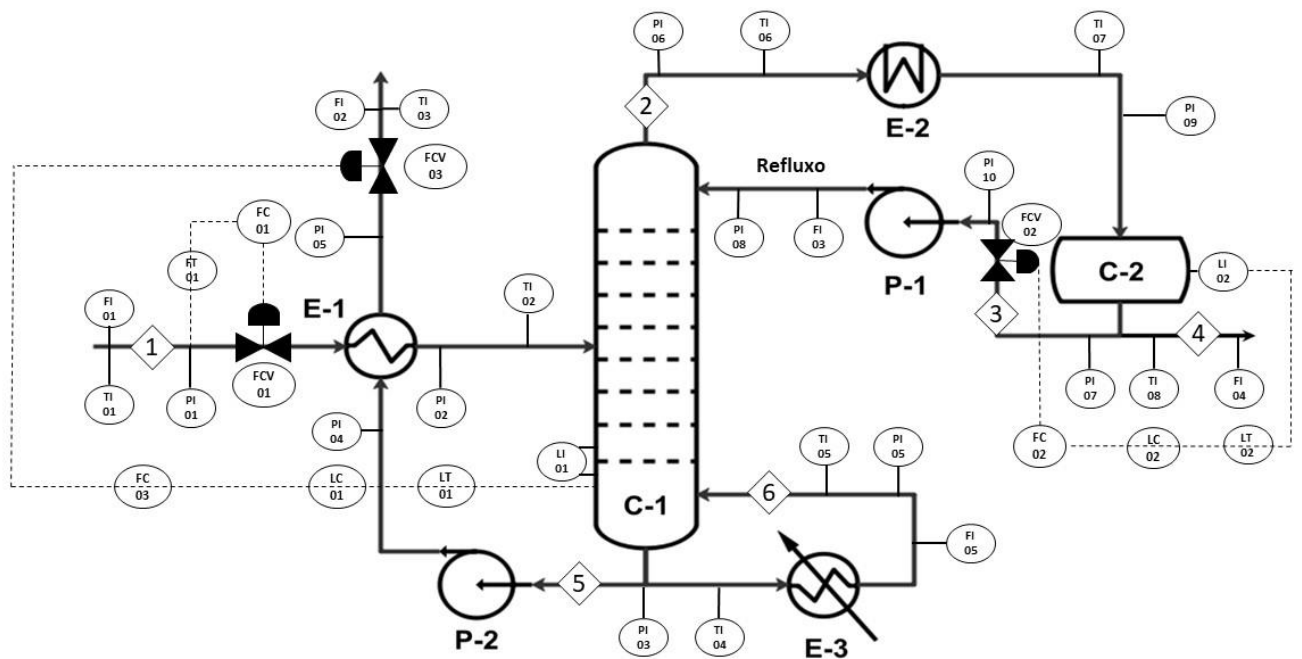 PI
06
TI
06
TI
07
2
E-2
PI
09
FI
02
TI
03
FCV
03
Refluxo
PI
10
FCV
02
FC
01
PI
05
PI
08
FI
03
P-1
C-2
LI
02
FT
01
E-1
TI
02
3
4
FI
01
1
TI
01
PI
01
FCV
01
PI
02
PI
07
TI
08
FI
04
PI
04
LI
01
TI
05
PI
05
FC
02
LC
02
LT
02
FC
03
LC
01
LT
01
C-1
6
FI
05
5
P-2
PI
03
TI
04
E-3